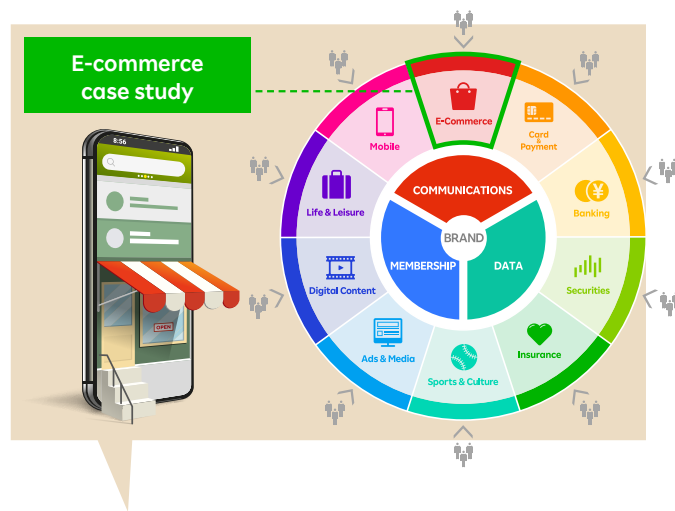 E-commerce
case study
8:56
OPEN
E-Commerce
Card
&
Payment
Banking
¥
Securities
Insurance
Sports & Culture
Ads & Media
Digital Content
Life & Leisure
Mobile
COMMUNICATIONS
BRAND
MEMBERSHIP
DATA